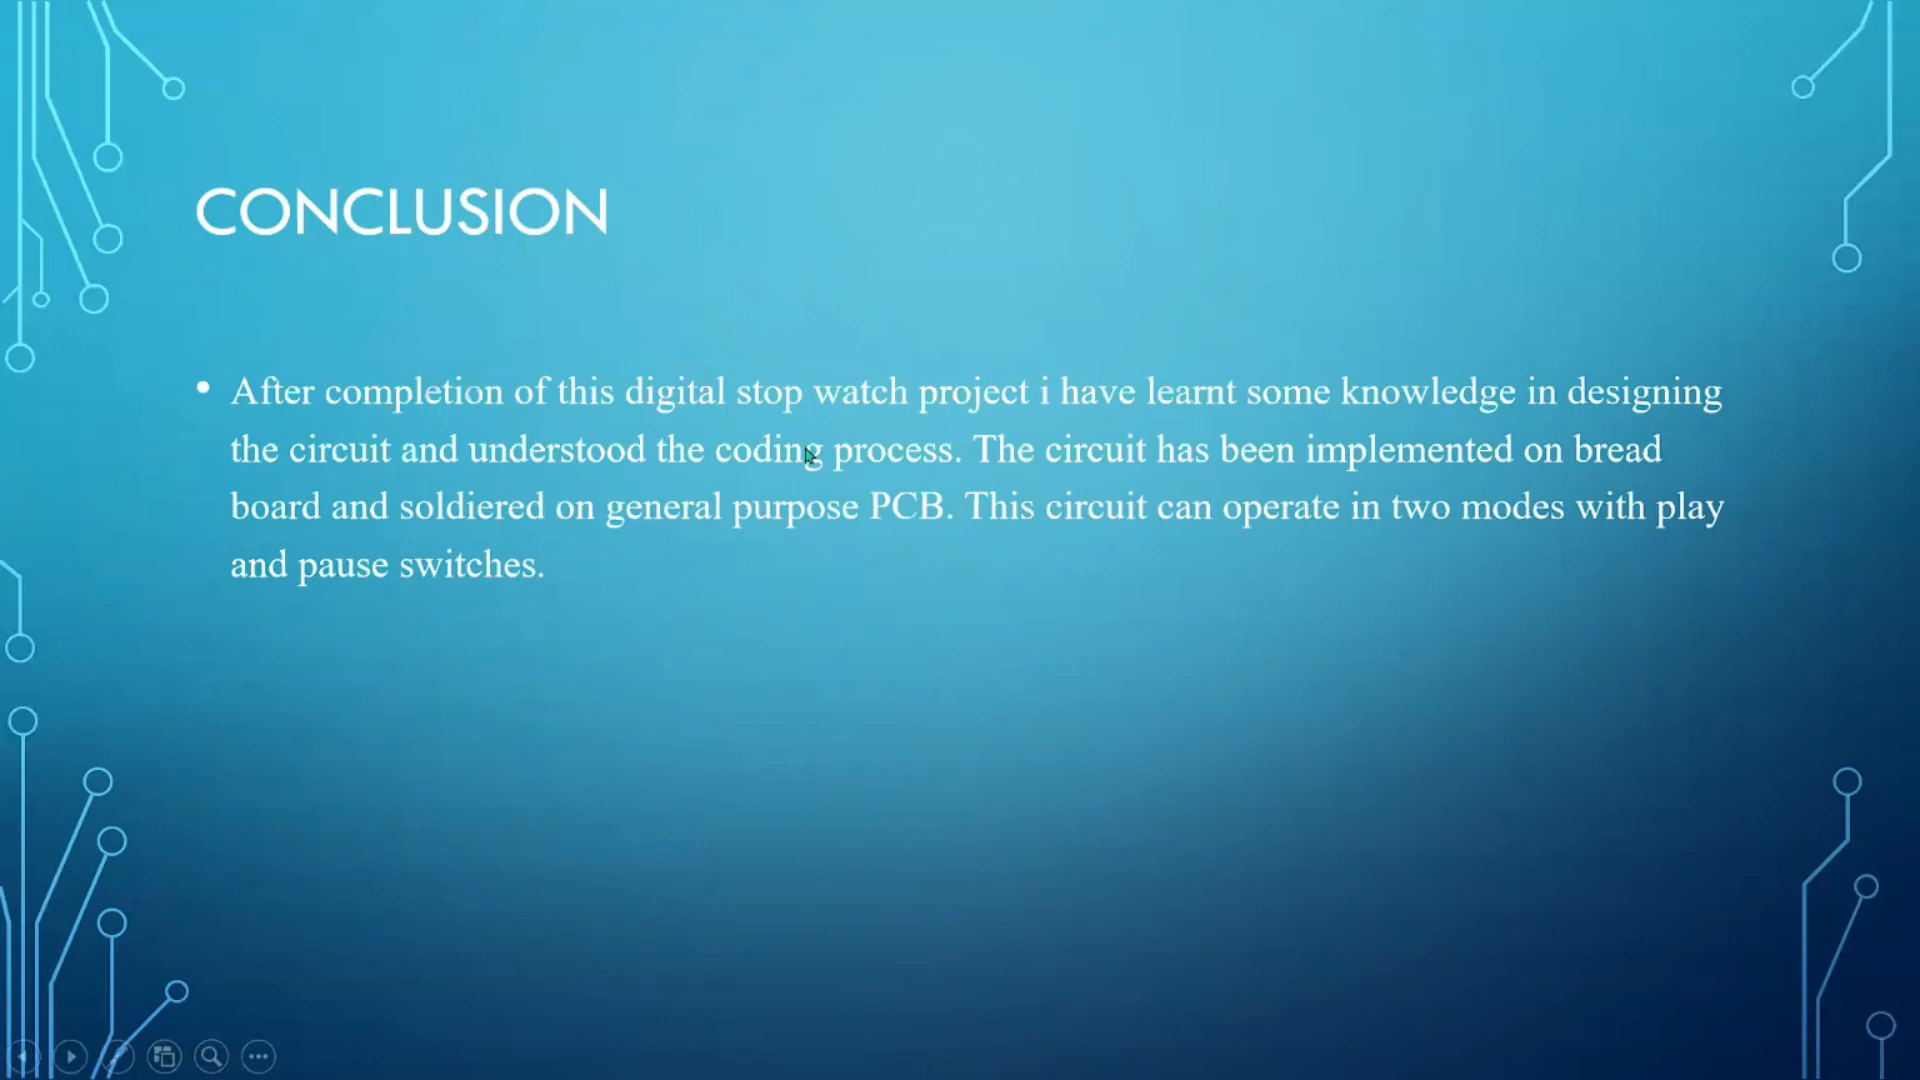 CONCLUSION
• After completion of this digital stop watch project i have learnt some knowledge in designing
the circuit and understood the coding process. The circuit has been implemented on bread
board and soldiered on general purpose PCB. This circuit can operate in two modes with play
and pause switches.